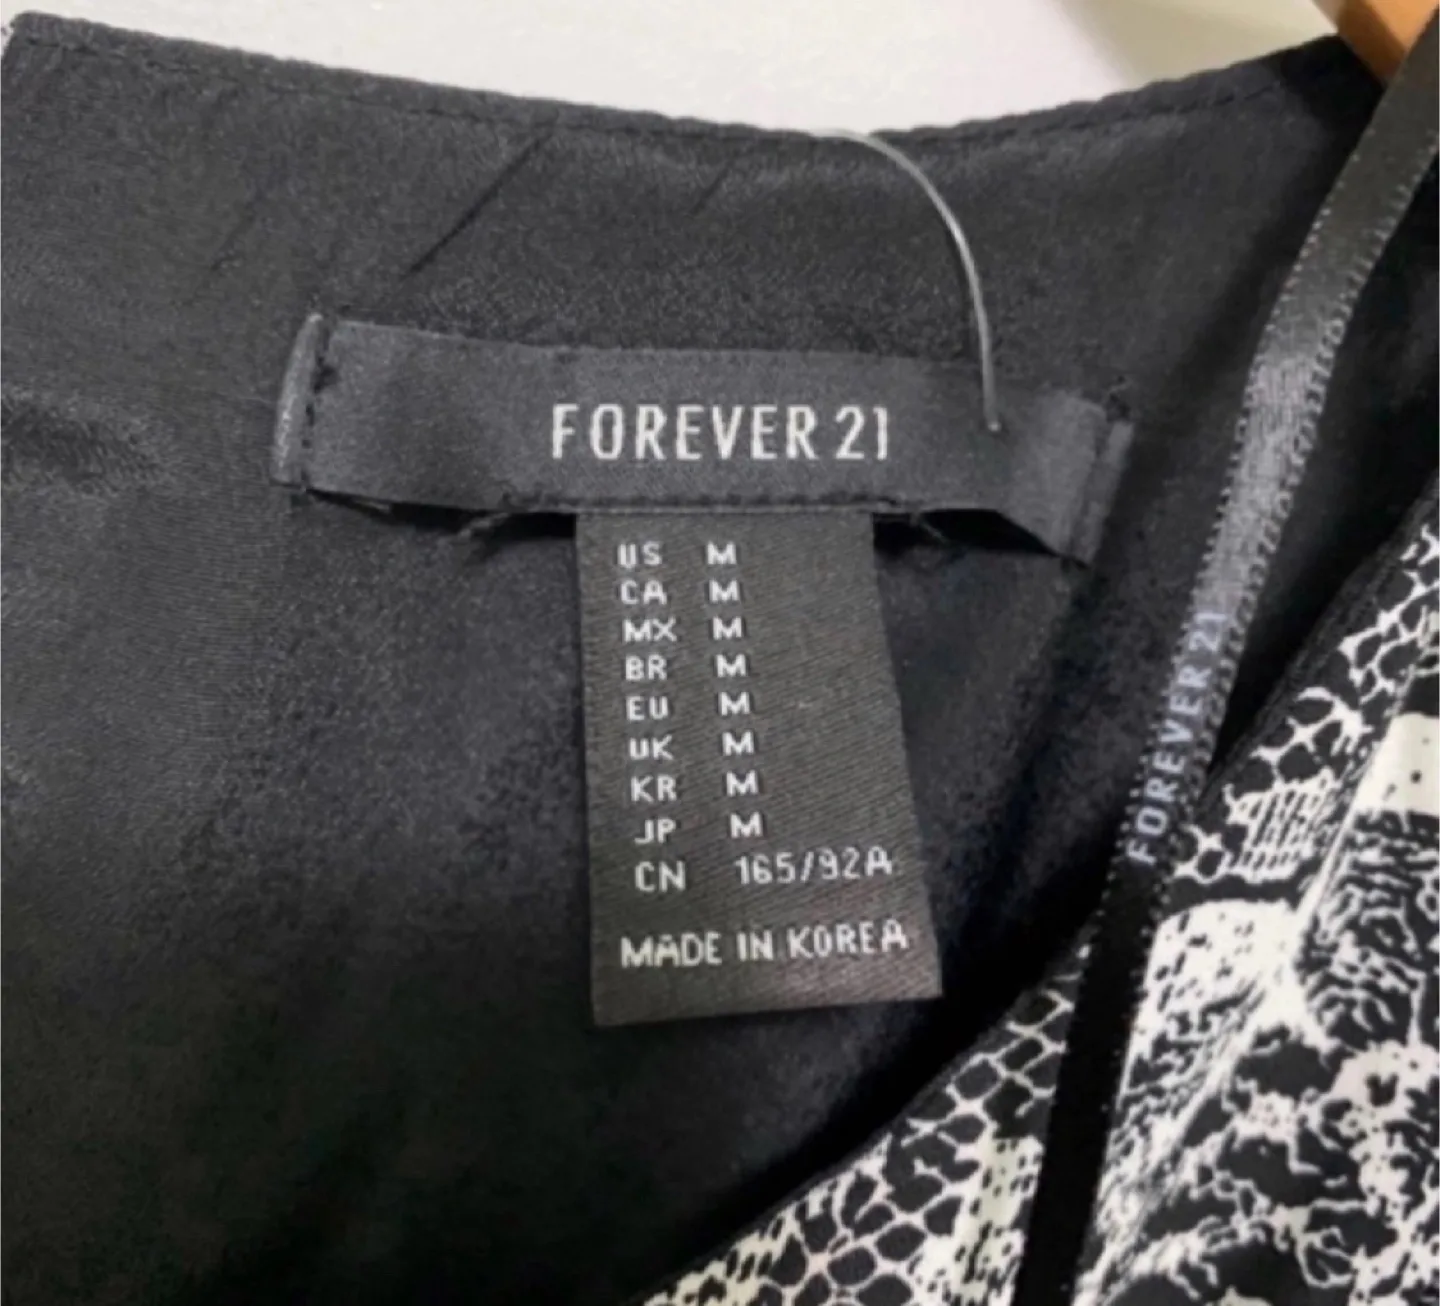 FOREVER 21
US M
CA M
MX M
BR M
EU M
UK M
KR M
JP M
CN 165/92A
MADE IN KOREA
FOREVER 21